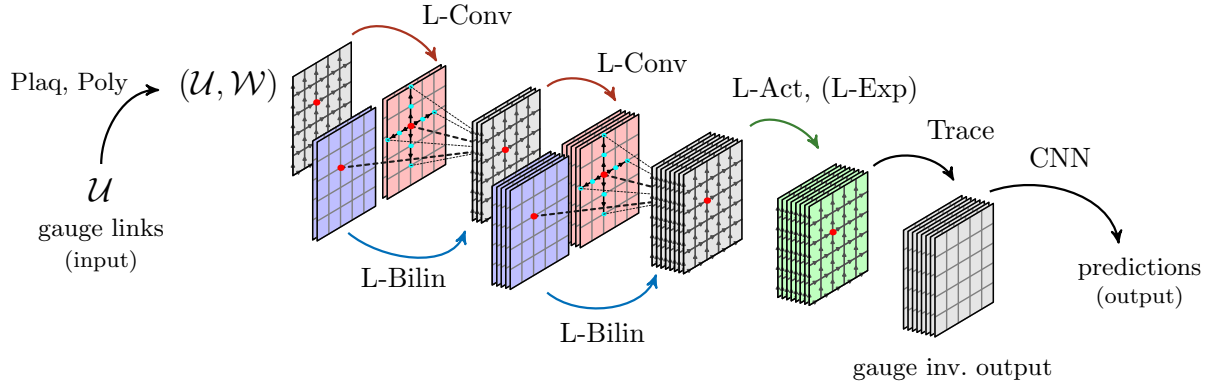 L-Conv
Plaq, Poly
(𝒰, 𝒲)
L-Conv
L-Act, (L-Exp)
Trace
CNN
𝒰
gauge links
(input)
L-Bilin
L-Bilin
predictions
(output)
gauge inv. output